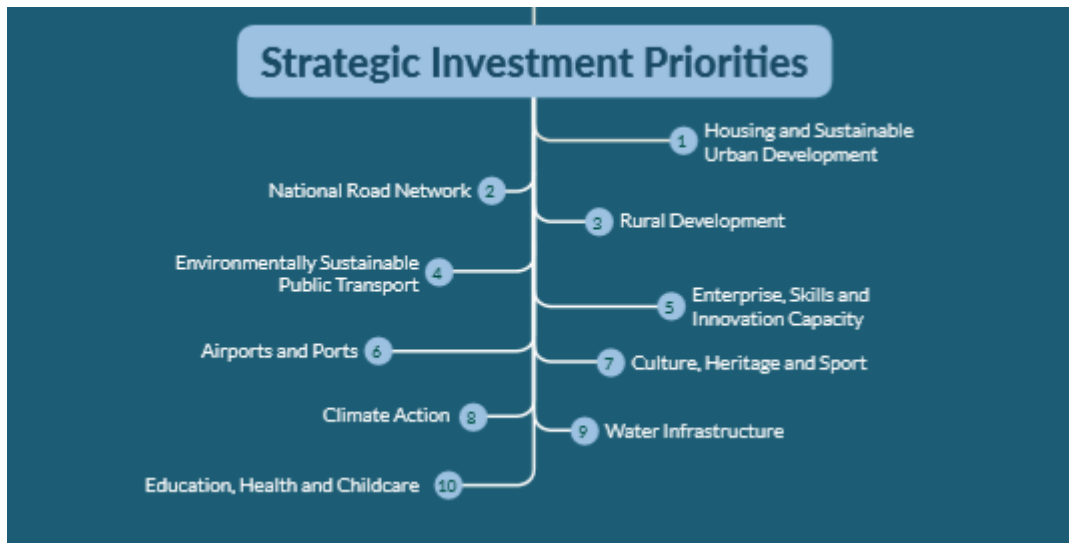 Strategic Investment Priorities
1 Housing and Sustainable
Urban Development
National Road Network 2
3 Rural Development
Environmentally Sustainable
Public Transport 4
5 Enterprise, Skills and
Innovation Capacity
Airports and Ports 6
7 Culture, Heritage and Sport
Climate Action 8
9 Water Infrastructure
Education, Health and Childcare 10